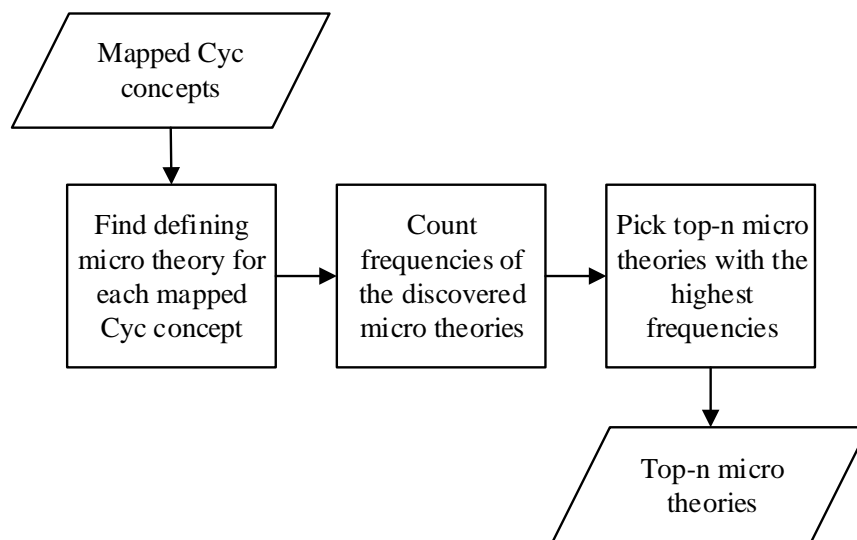 Mapped Cyc
concepts
Find defining
micro theory for
each mapped
Cyc concept
Count
frequencies of
the discovered
micro theories
Pick top-n micro
theories with the
highest
frequencies
Top-n micro
theories